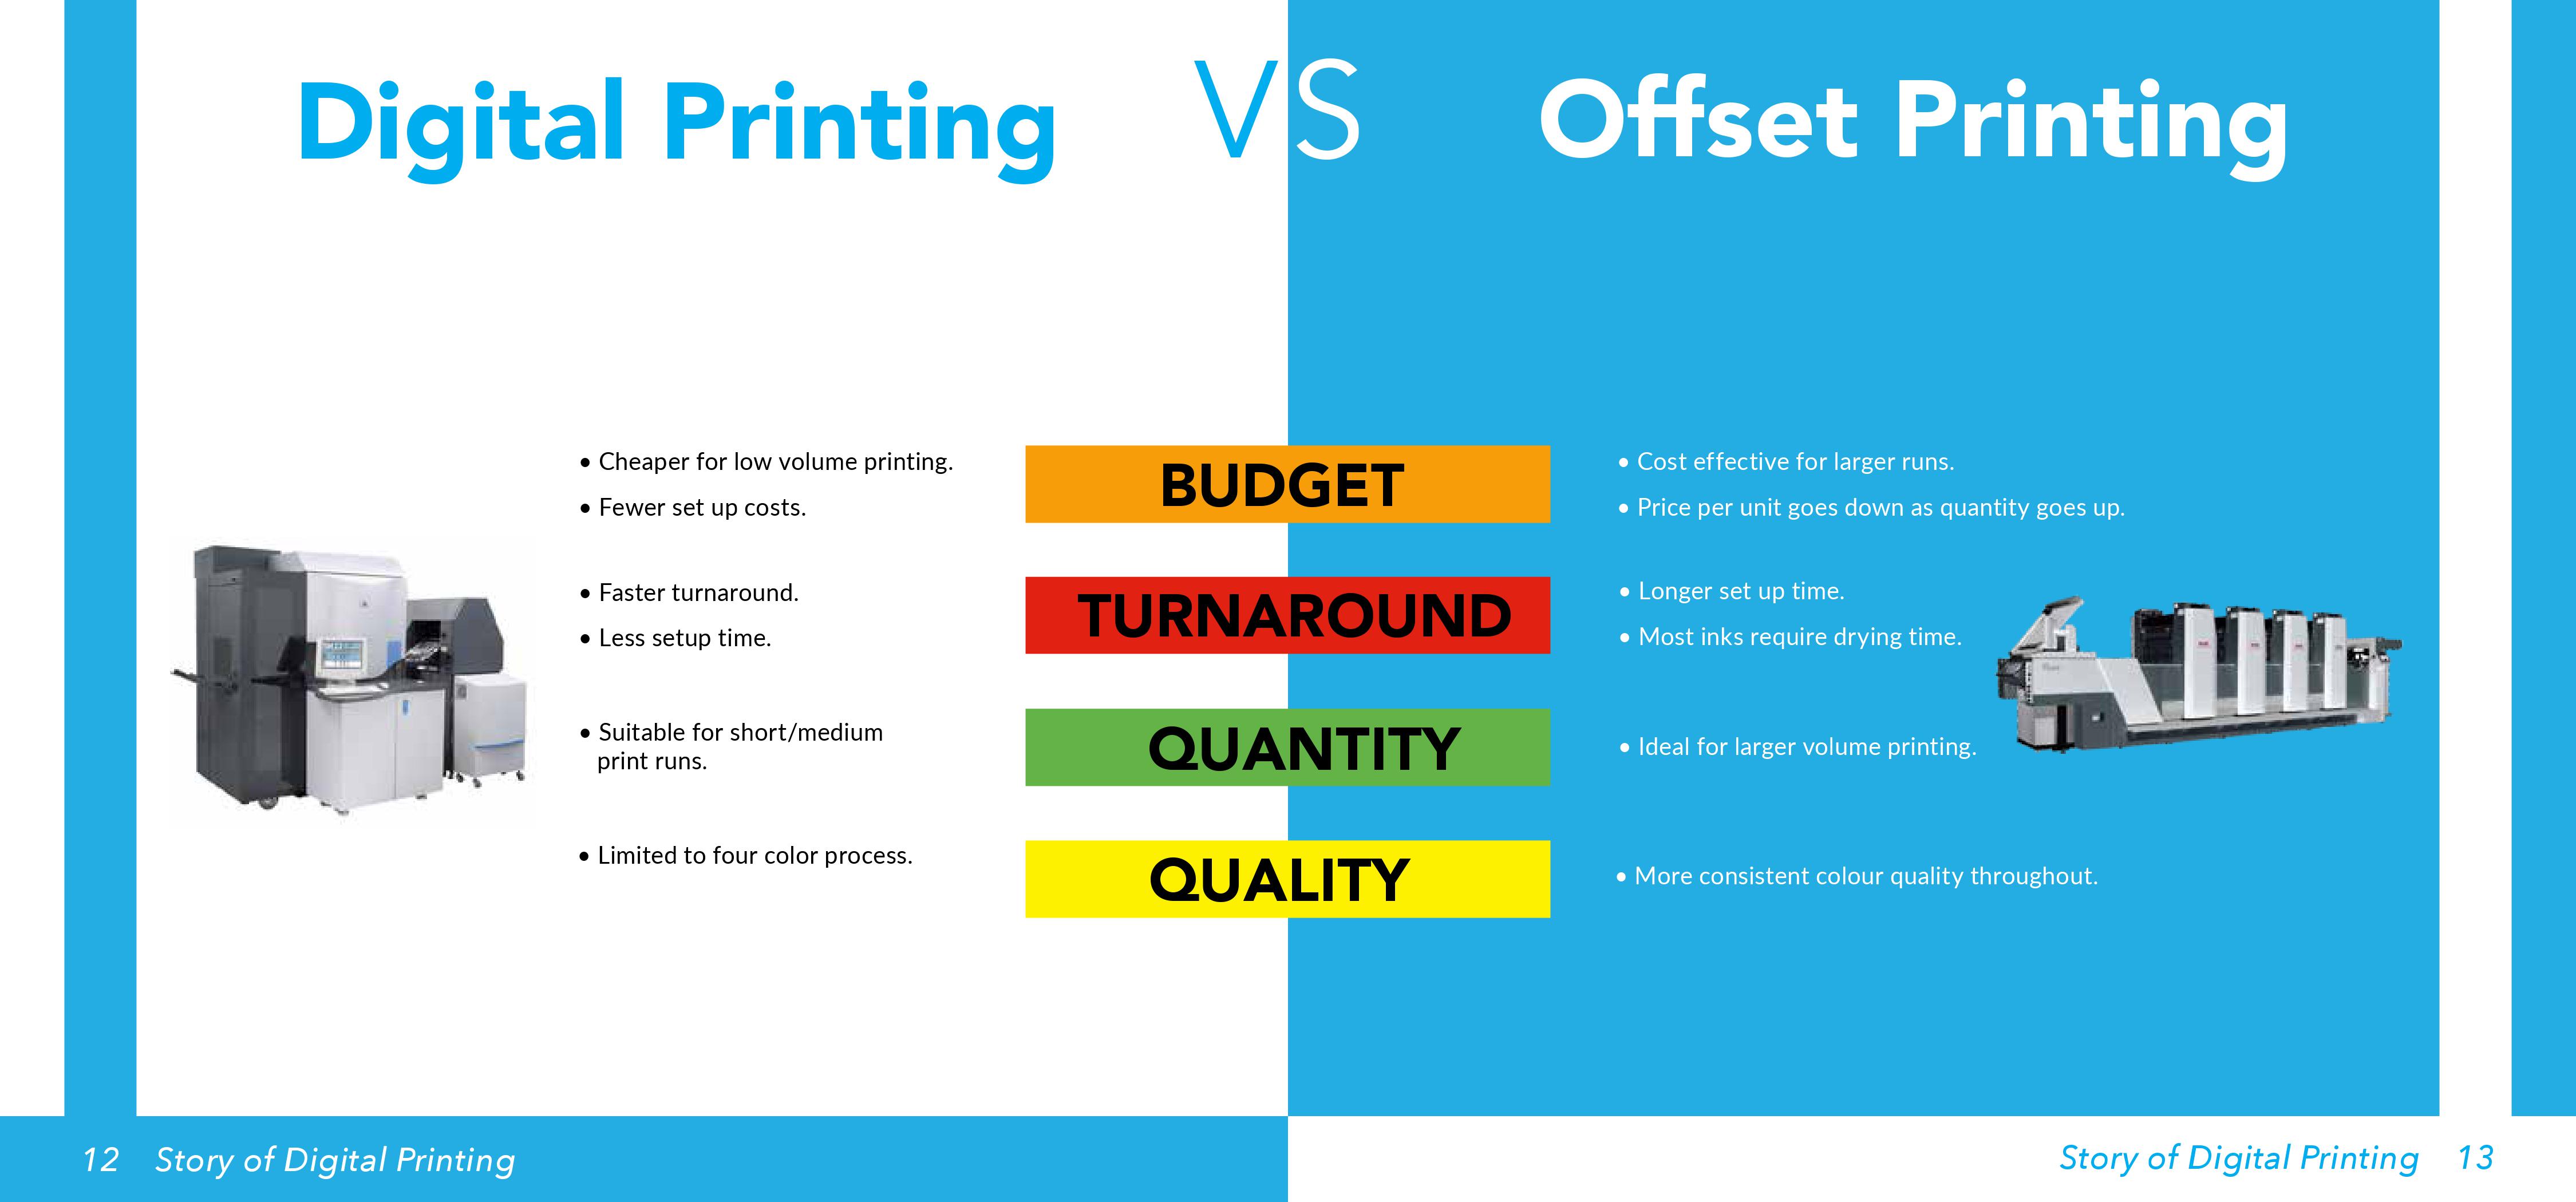 Digital Printing VS Offset Printing
• Cheaper for low volume printing.
• Fewer set up costs.
BUDGET
• Cost effective for larger runs.
• Price per unit goes down as quantity goes up.
• Faster turnaround.
• Less setup time.
TURNAROUND
• Longer set up time.
• Most inks require drying time.
• Suitable for short/medium
print runs.
QUANTITY
• Ideal for larger volume printing.
• Limited to four color process.
QUALITY
• More consistent colour quality throughout.
12 Story of Digital Printing
Story of Digital Printing 13